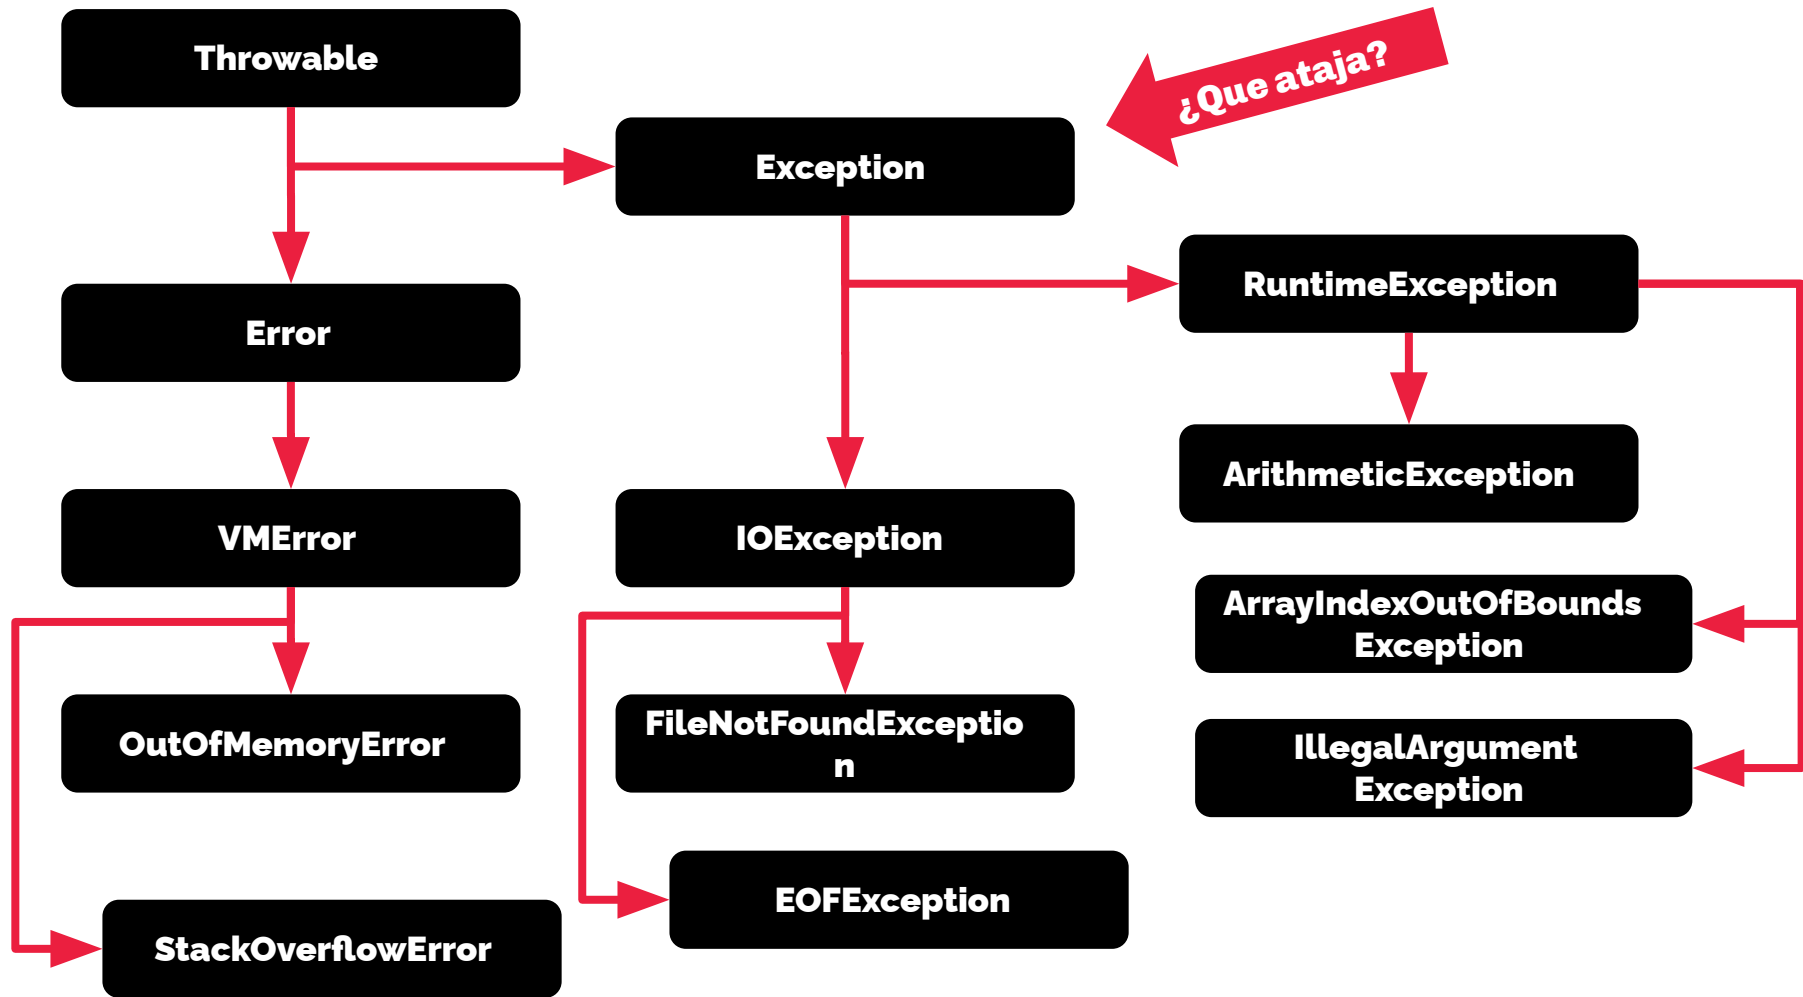 Throwable
¿Que ataja?
Exception
RuntimeException
Error
ArithmeticException
VMError
IOException
ArrayIndexOutOfBounds
Exception
OutOfMemoryError
FileNotFoundExceptio
n
IllegalArgument
Exception
EOFException
StackOverflowError